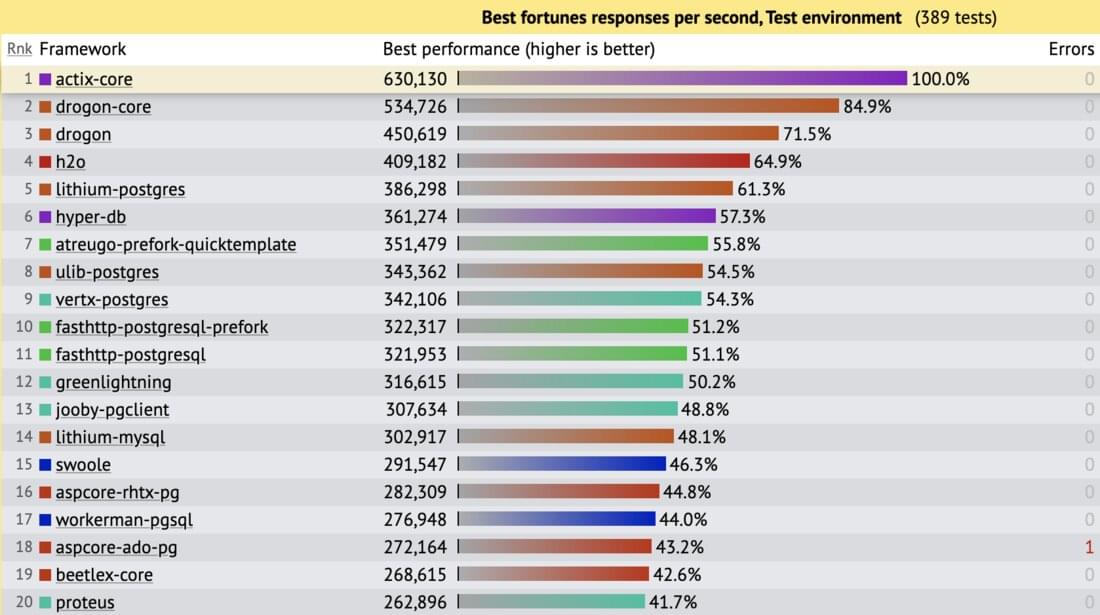 Best fortunes responses per second, Test environment (389 tests)
Rnk Framework Best performance (higher is better) Errors
1 actix-core 630,130 100.0% 0
2 drogon-core 534,726 84.9% 0
3 drogon 450,619 71.5% 0
4 h2o 409,182 64.9% 0
5 lithium-postgres 386,298 61.3% 0
6 hyper-db 361,274 57.3% 0
7 atreugo-prefork-quicktemplate 351,479 55.8% 0
8 ulib-postgres 343,362 54.5% 0
9 vertx-postgres 342,106 54.3% 0
10 fasthttp-postgresql-prefork 322,317 51.2% 0
11 fasthttp-postgresql 321,953 51.1% 0
12 greenlightning 316,615 50.2% 0
13 jooby-pgclient 307,634 48.8% 0
14 lithium-mysql 302,917 48.1% 0
15 swoole 291,547 46.3% 0
16 aspcore-rhtx-pg 282,309 44.8% 0
17 workerman-pgsql 276,948 44.0% 0
18 aspcore-ado-pg 272,164 43.2% 1
19 beetlex-core 268,615 42.6% 0
20 proteus 262,896 41.7% 0